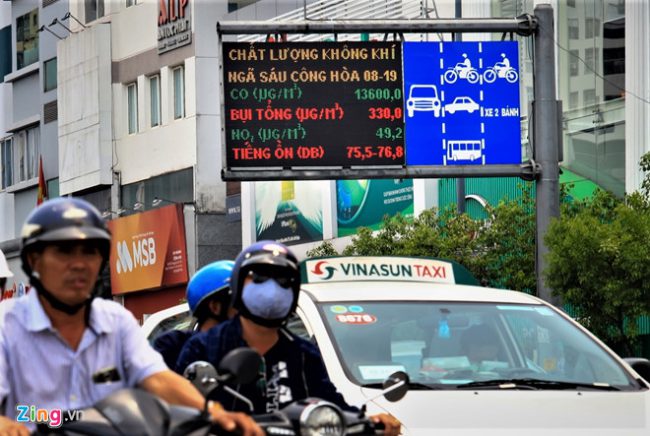 CHẤT LƯỢNG KHÔNG KHÍ
NGÃ SÁU CỘNG HÒA 08-19
CO (µG/M³) 13600,0
BỤI TỔNG (µG/M³) 330,0
NO₂ (µG/M³) 49,2
TIẾNG ỒN (DB) 75,5-76,8
XE 2 BÁNH
MSB
VINASUN TAXI
8678
Zing.vn